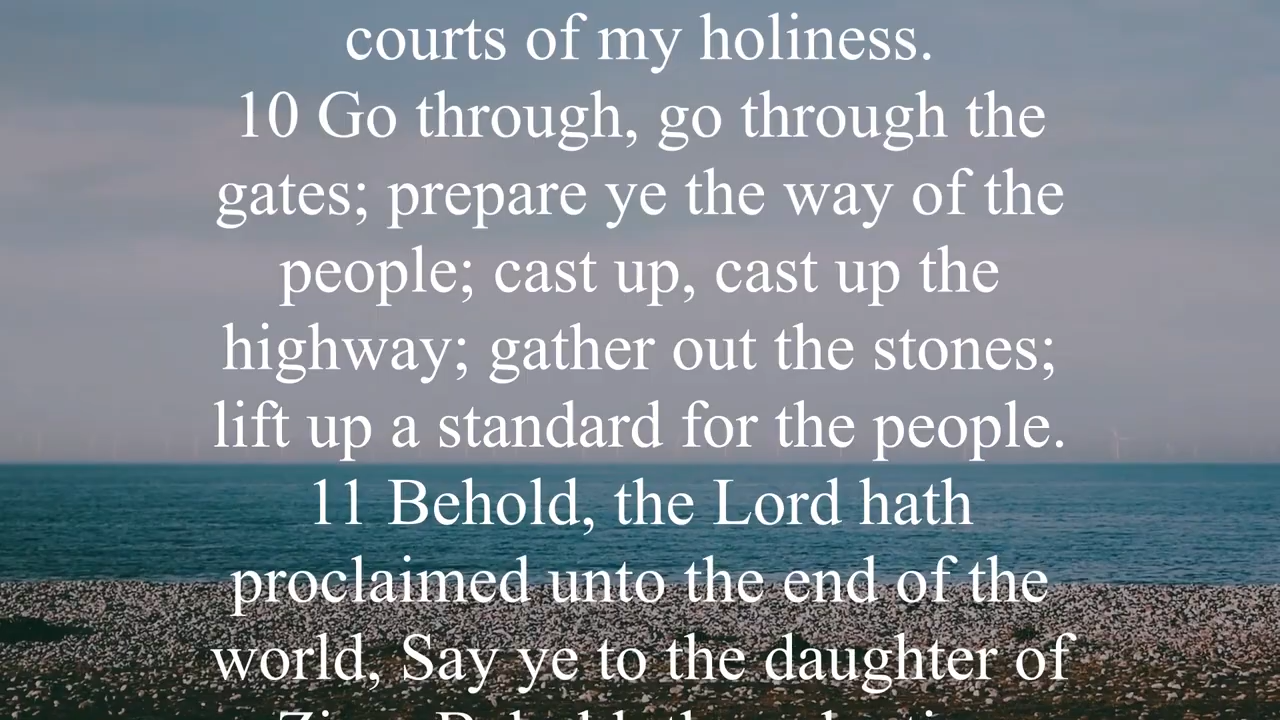 courts of my holiness.
10 Go through, go through the
gates; prepare ye the way of the
people; cast up, cast up the
highway; gather out the stones;
lift up a standard for the people.
11 Behold, the Lord hath
proclaimed unto the end of the
world, Say ye to the daughter of